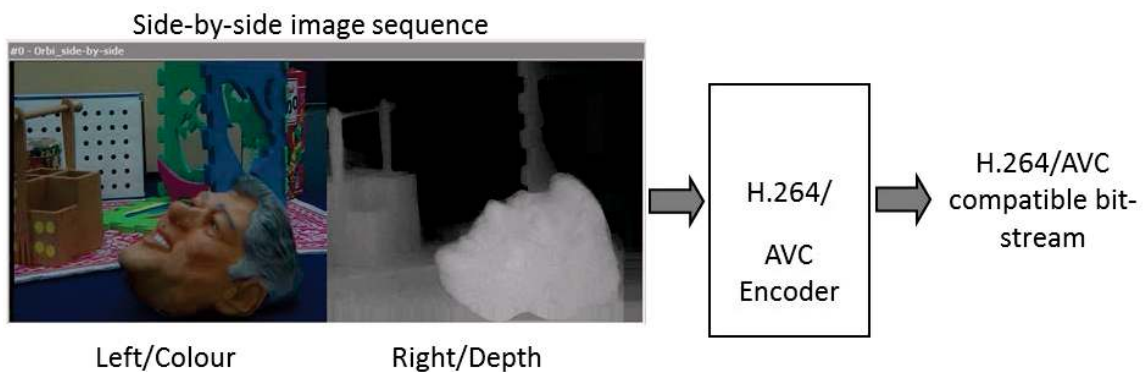 Side-by-side image sequence
#0 - Orbi_side-by-side
Left/Colour
Right/Depth
H.264/
AVC
Encoder
H.264/AVC
compatible bit-
stream